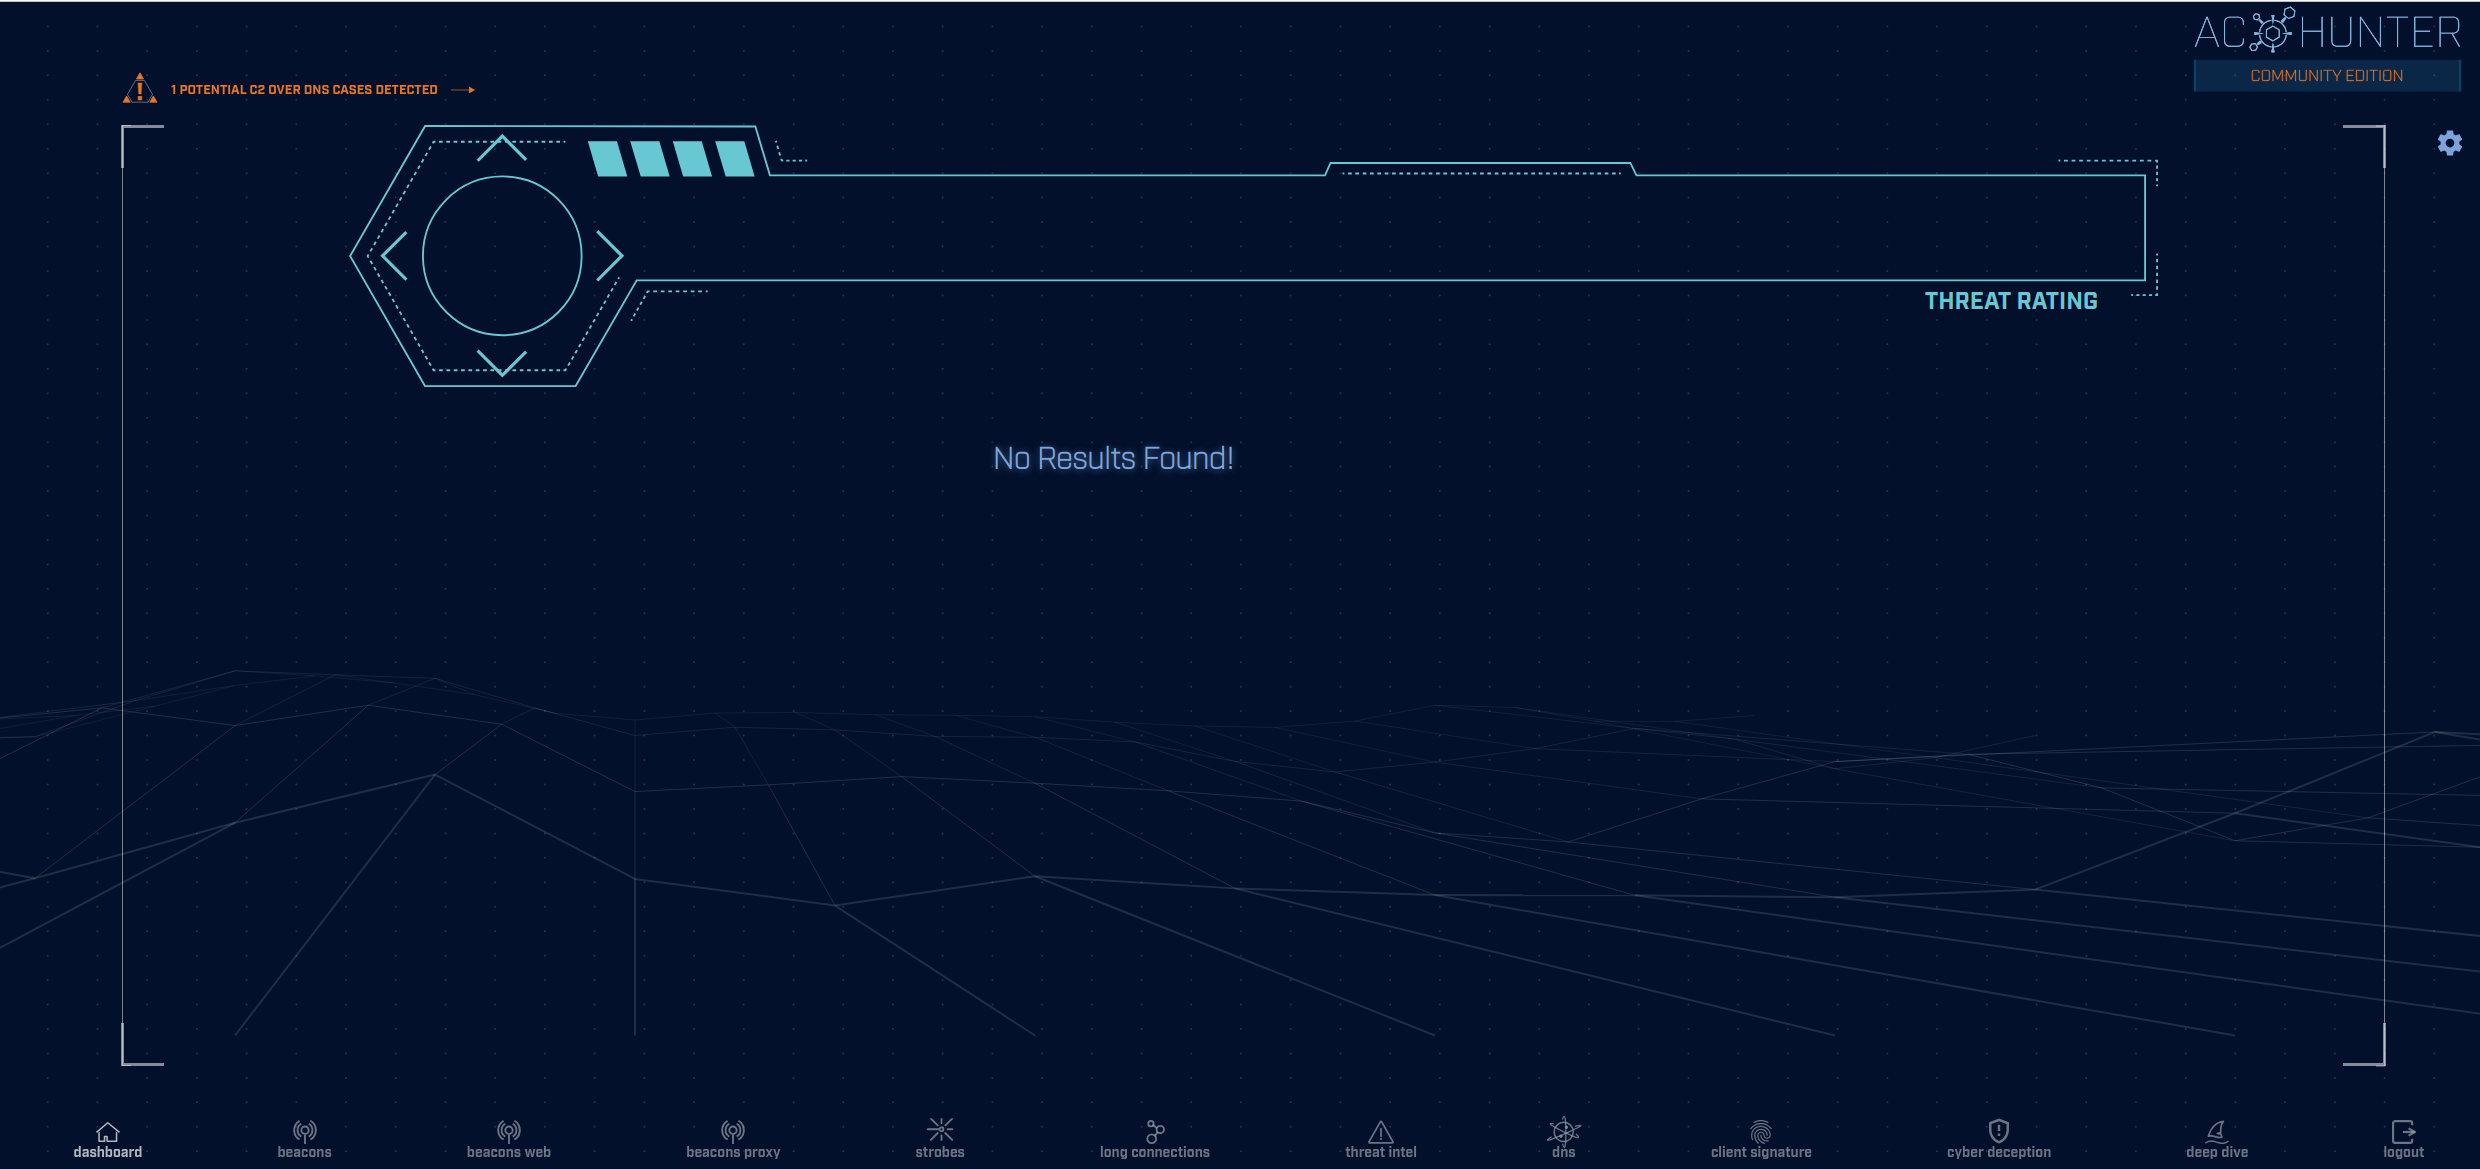 AC HUNTER
COMMUNITY EDITION
1 POTENTIAL C2 OVER DNS CASES DETECTED
THREAT RATING
No Results Found!
dashboard
beacons
beacons web
beacons proxy
strobes
long connections
threat intel
dns
client signature
cyber deception
deep dive
logout